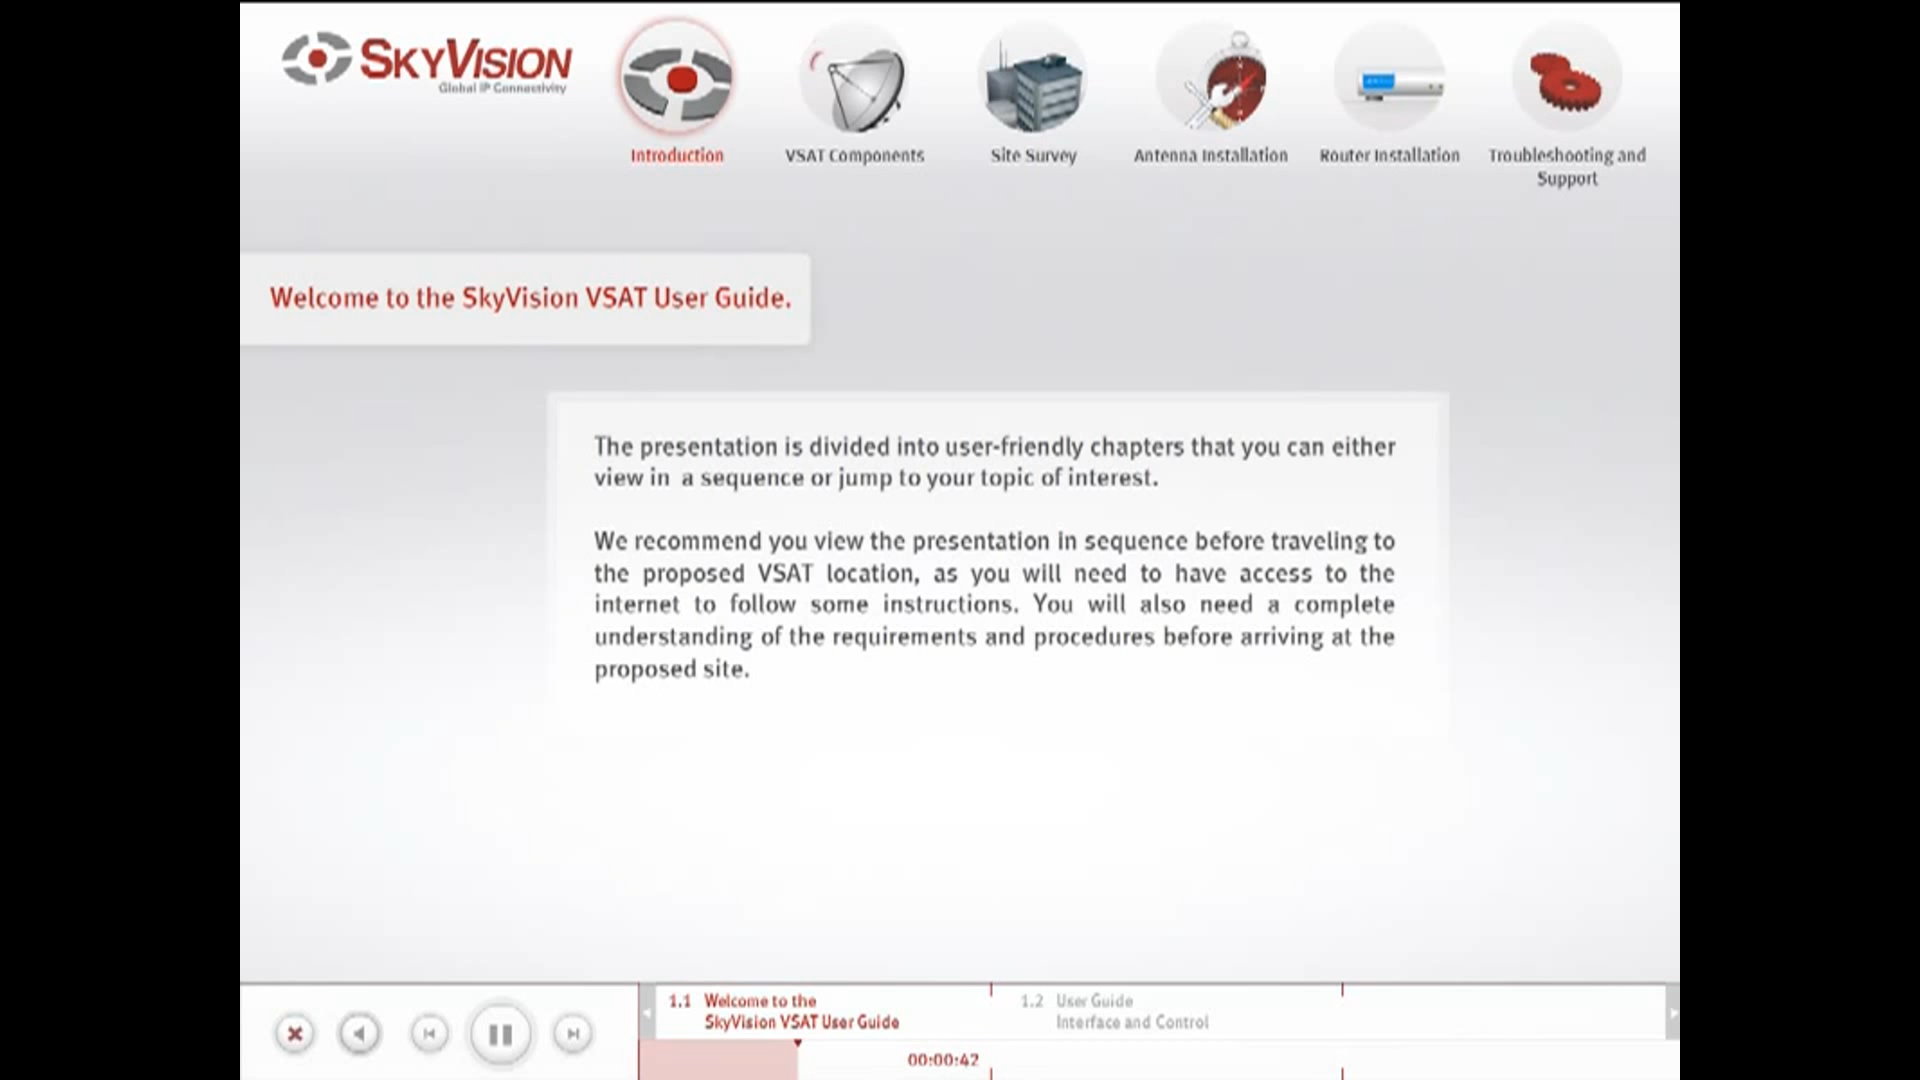 SKYVISION
Global IP Connectivity
Introduction
VSAT Components
Site Survey
Antenna Installation
Router Installation
Troubleshooting and
Support
Welcome to the SkyVision VSAT User Guide.
The presentation is divided into user-friendly chapters that you can either
view in a sequence or jump to your topic of interest.
We recommend you view the presentation in sequence before traveling to
the proposed VSAT location, as you will need to have access to the
internet to follow some instructions. You will also need a complete
understanding of the requirements and procedures before arriving at the
proposed site.
1.1 Welcome to the
SkyVision VSAT User Guide
1.2 User Guide
Interface and Control
00:00:42